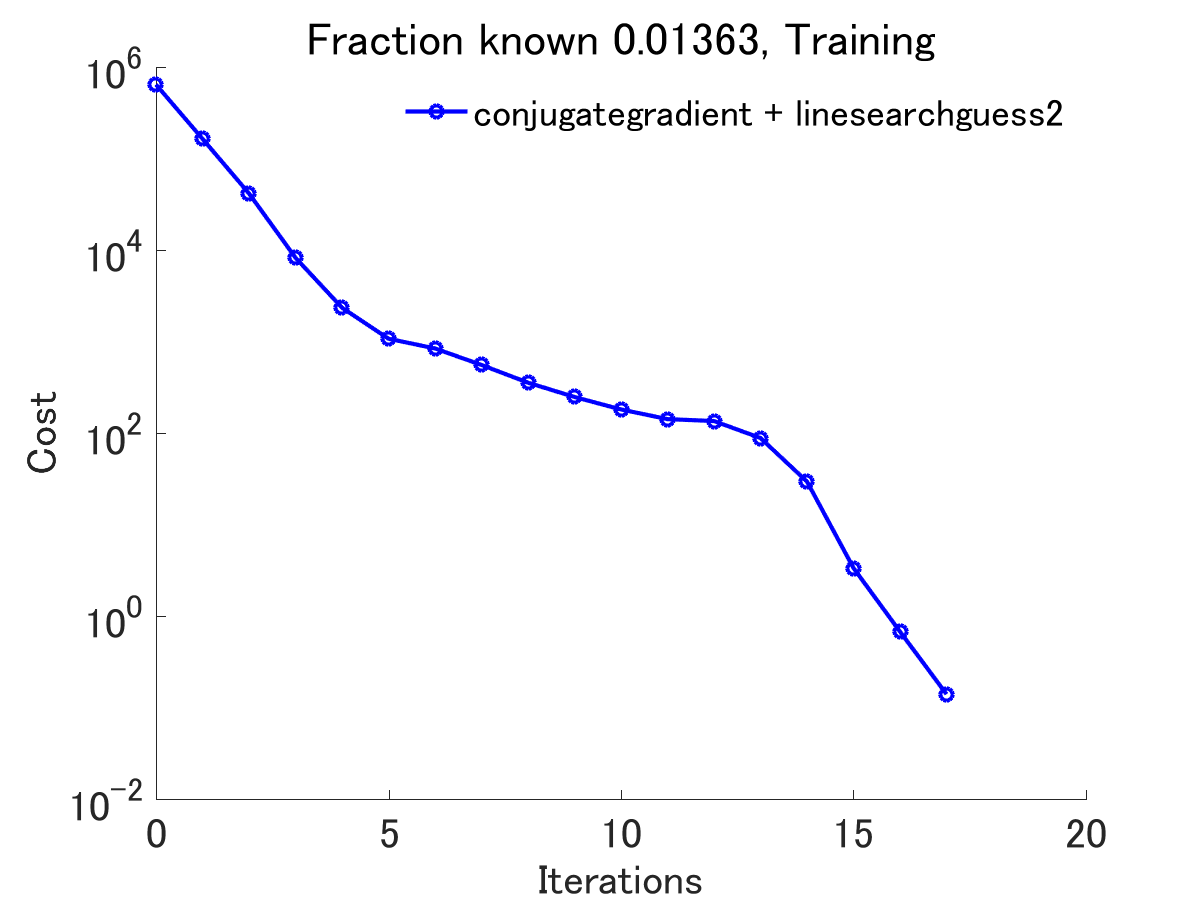 Fraction known 0.01363, Training
conjugategradient + linesearchguess2
10^6
10^4
10^2
10^0
10^-2
Cost
0 5 10 15 20
Iterations